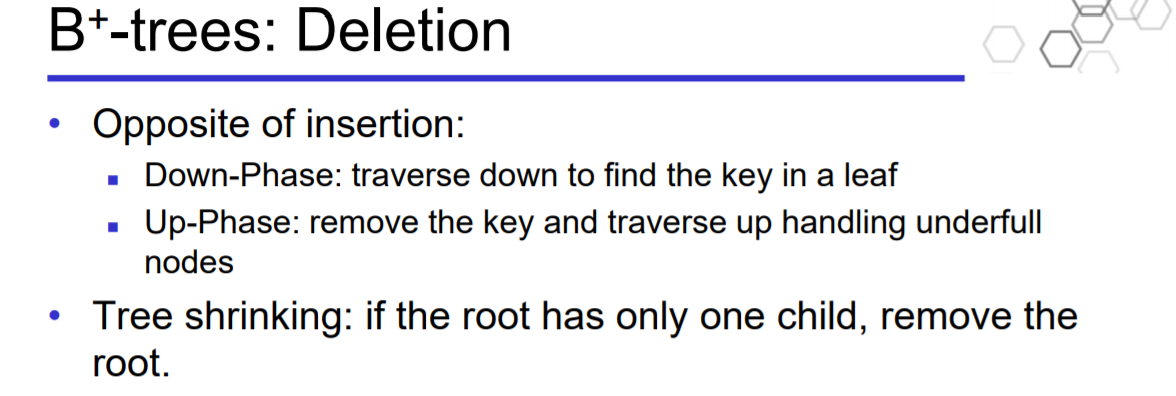 B⁺-trees: Deletion
• Opposite of insertion:
▪ Down-Phase: traverse down to find the key in a leaf
▪ Up-Phase: remove the key and traverse up handling underfull
nodes
• Tree shrinking: if the root has only one child, remove the
root.